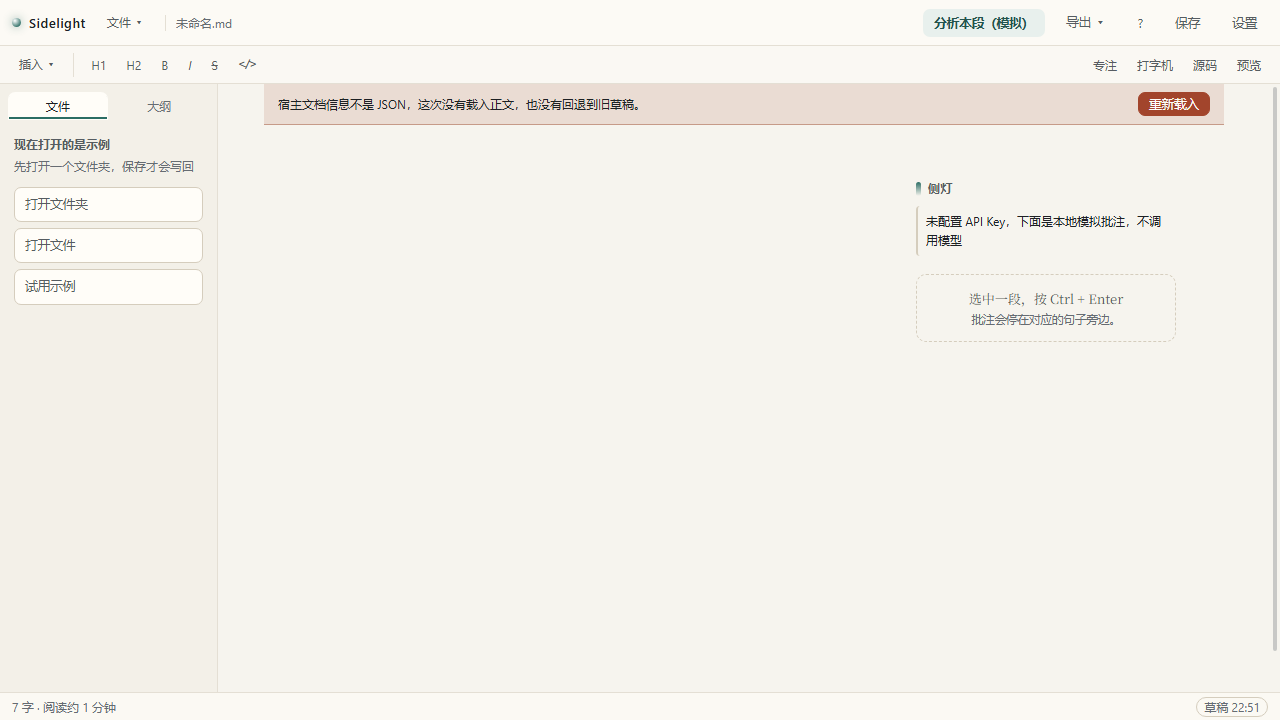 Sidelight 文件 ▾ 未命名.md 分析本段（模拟） 导出 ▾ ? 保存 设置
插入 ▾ H1 H2 B I S </> 专注 打字机 源码 预览
文件 大纲
宿主文档信息不是 JSON，这次没有载入正文，也没有回退到旧草稿。 重新载入
现在打开的是示例
先打开一个文件夹，保存才会写回
打开文件夹
打开文件
试用示例
侧灯
未配置 API Key，下面是本地模拟批注，不调
用模型
选中一段，按 Ctrl + Enter
批注会停在对应的句子旁边。
7 字 · 阅读约 1 分钟 草稿 22:51